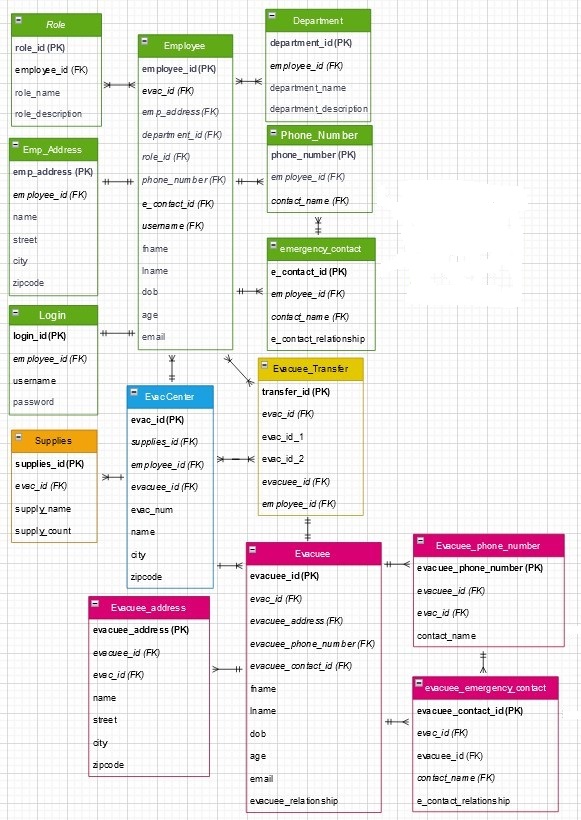 Role
role_id (PK)
employee_id (FK)
role_name
role_description
Employee
employee_id (PK)
evac_id (FK)
emp_address (FK)
department_id (FK)
role_id (FK)
phone_number (FK)
e_contact_id (FK)
username (FK)
fname
lname
dob
age
email
Department
department_id (PK)
employee_id (FK)
department_name
department_description
Emp_Address
emp_address (PK)
employee_id (FK)
name
street
city
zipcode
Phone_Number
phone_number (PK)
employee_id (FK)
contact_name (FK)
emergency_contact
e_contact_id (PK)
employee_id (FK)
contact_name (FK)
e_contact_relationship
Login
login_id (PK)
employee_id (FK)
username
password
Evacuee_Transfer
transfer_id (PK)
evac_id (FK)
evac_id_1
evac_id_2
evacuee_id (FK)
employee_id (FK)
EvacCenter
evac_id (PK)
supplies_id (FK)
employee_id (FK)
evacuee_id (FK)
evac_num
name
city
zipcode
Supplies
supplies_id (PK)
evac_id (FK)
supply_name
supply_count
Evacuee
evacuee_id (PK)
evac_id (FK)
evacuee_address (FK)
evacuee_phone_number (FK)
evacuee_contact_id (FK)
fname
lname
dob
age
email
evacuee_relationship
Evacuee_phone_number
evacuee_phone_number (PK)
evacuee_id (FK)
evac_id (FK)
contact_name
Evacuee_address
evacuee_address (PK)
evacuee_id (FK)
evac_id (FK)
name
street
city
zipcode
evacuee_emergency_contact
evacuee_contact_id (PK)
evac_id (FK)
evacuee_id (FK)
contact_name (FK)
e_contact_relationship